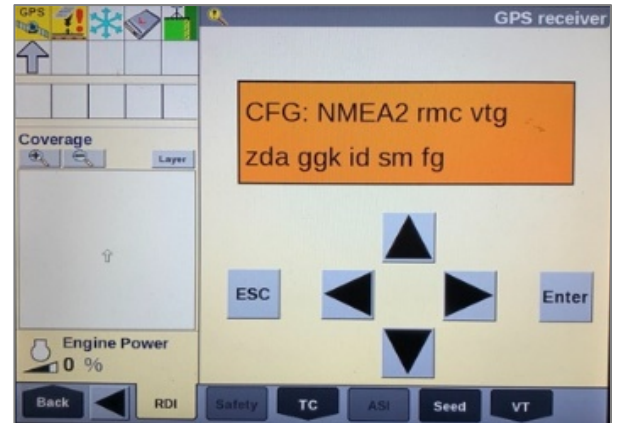 GPS
GPS receiver
CFG: NMEA2 rmc vtg
zda ggk id sm fg
Coverage
Layer
ESC
Enter
Engine Power
0 %
Back
RDI
Safety
TC
ASI
Seed
VT